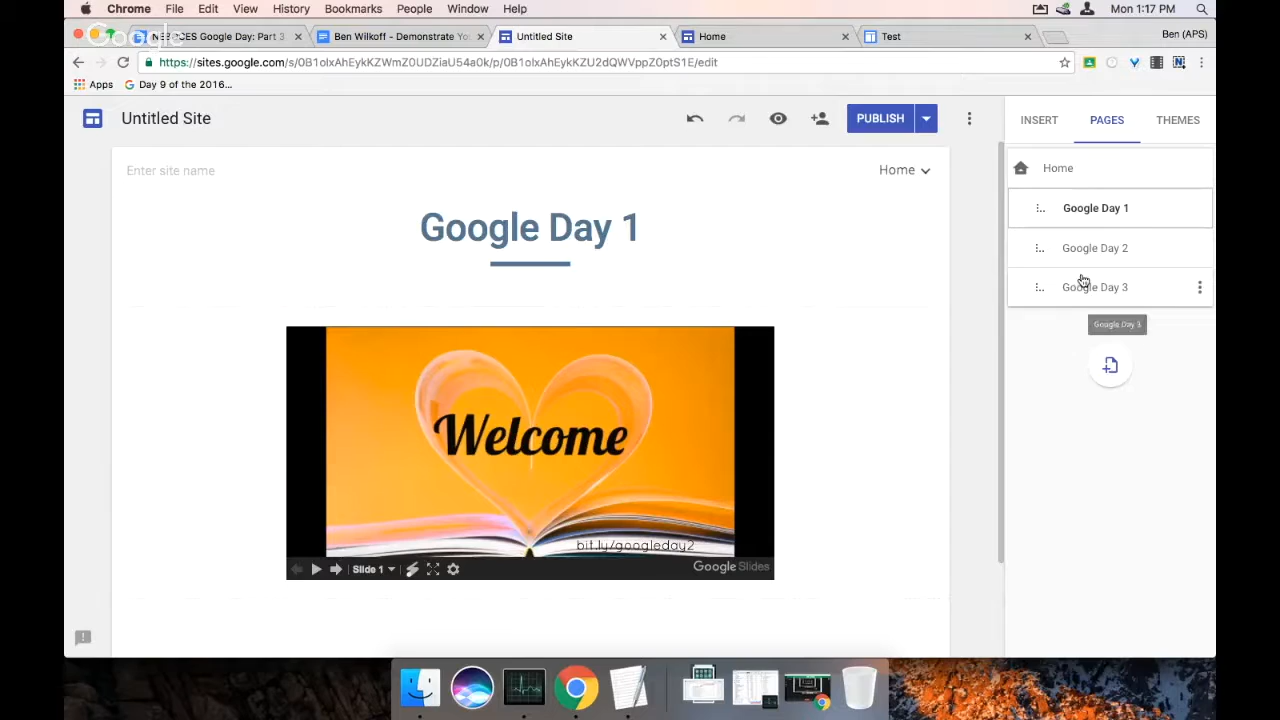 Chrome File Edit View History Bookmarks People Window Help Mon 1:17 PM
Google
CES Google Day: Part 3 Ben Wilkoff - Demonstrate Yo Untitled Site Home Test Ben (APS)
https://sites.google.com/s/0B1olxAhEykKZWmZ0UDZiaU54a0k/p/0B1olxAhEykKZU2dQWVppZ0ptS1E/edit
Apps Day 9 of the 2016...
Untitled Site PUBLISH INSERT PAGES THEMES
Enter site name Home
Google Day 1
Welcome
bit.ly/googleday2
Slide 1 Google Slides
Home
Google Day 1
Google Day 2
Google Day 3
Google Day 3